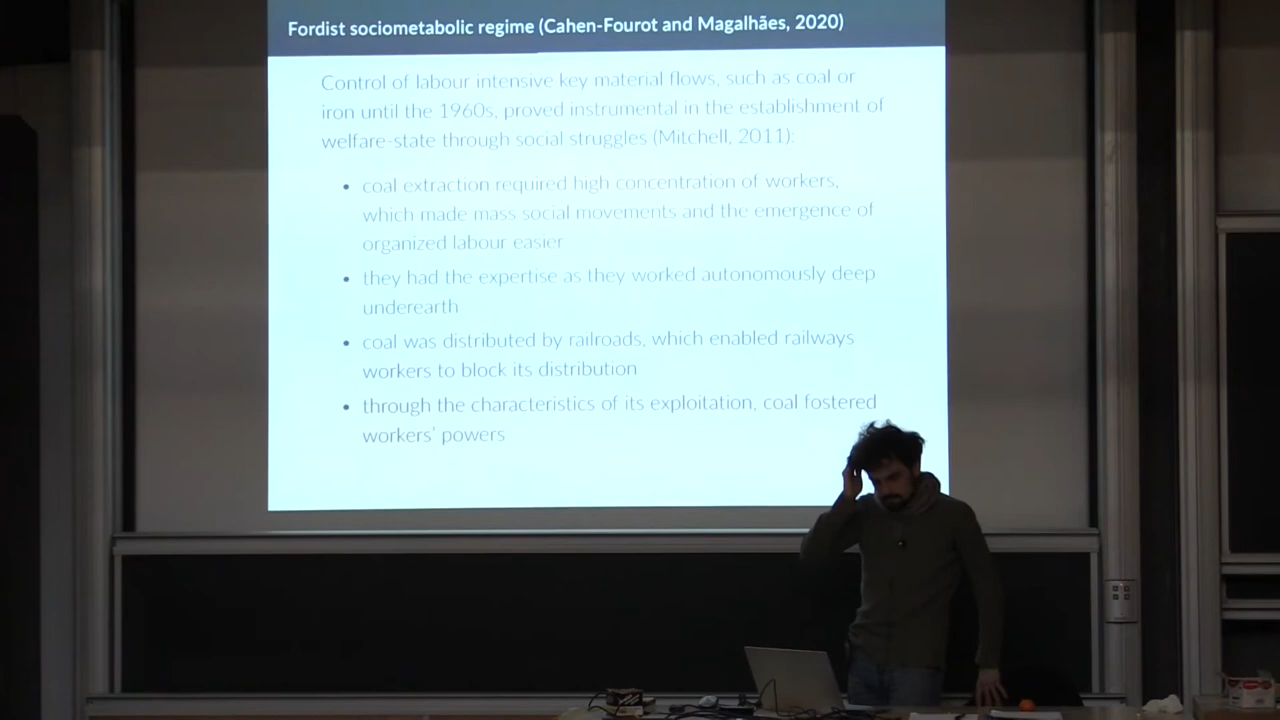 Fordist sociometabolic regime (Cahen-Fourot and Magalhães, 2020)
Control of labour intensive key material flows, such as coal or
iron until the 1960s, proved instrumental in the establishment of
welfare-state through social struggles (Mitchell, 2011):
• coal extraction required high concentration of workers,
which made mass social movements and the emergence of
organized labour easier
• they had the expertise as they worked autonomously deep
underearth
• coal was distributed by railroads, which enabled railways
workers to block its distribution
• through the characteristics of its exploitation, coal fostered
workers' powers